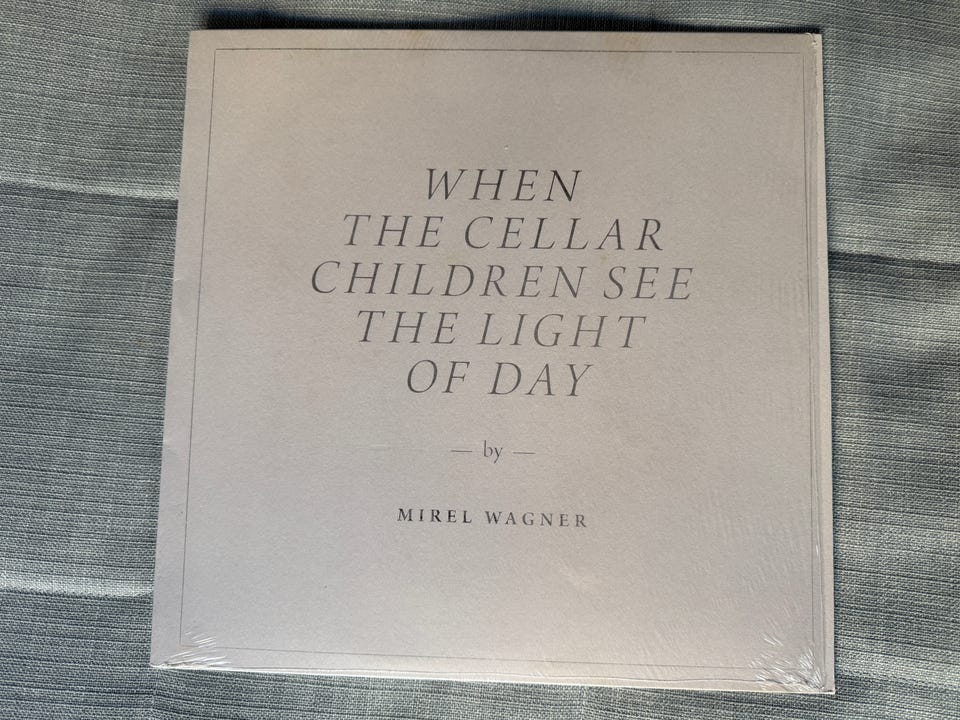 WHEN
THE CELLAR
CHILDREN SEE
THE LIGHT
OF DAY
— by —
MIREL WAGNER